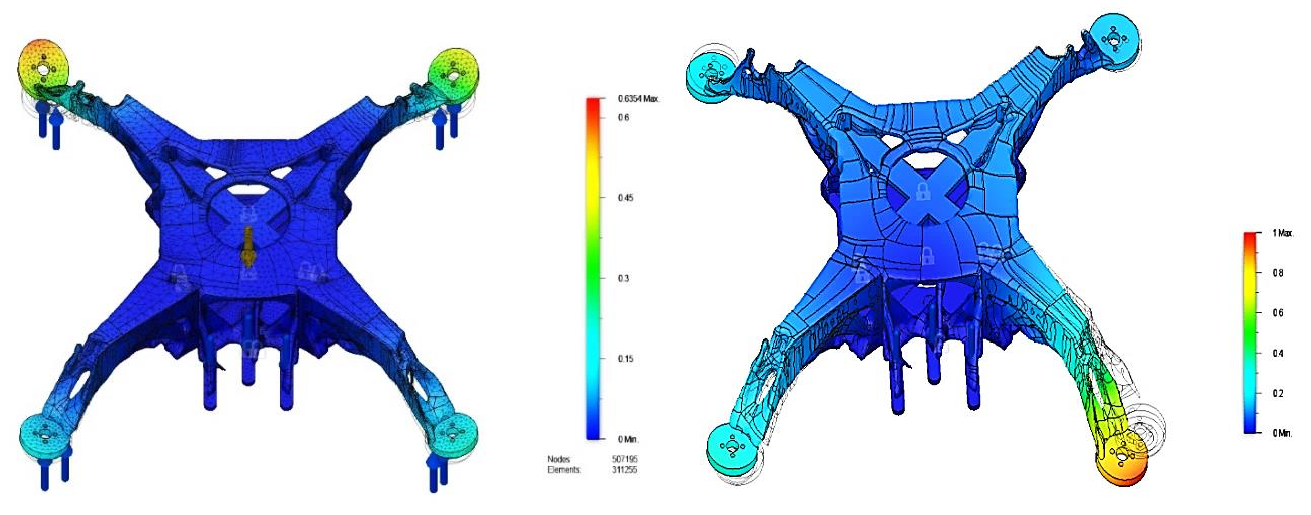 0.6354 Max.
0.6
0.45
0.3
0.15
0 Min.
Nodes: 507195
Elements: 311255
1 Max.
0.8
0.6
0.4
0.2
0 Min.